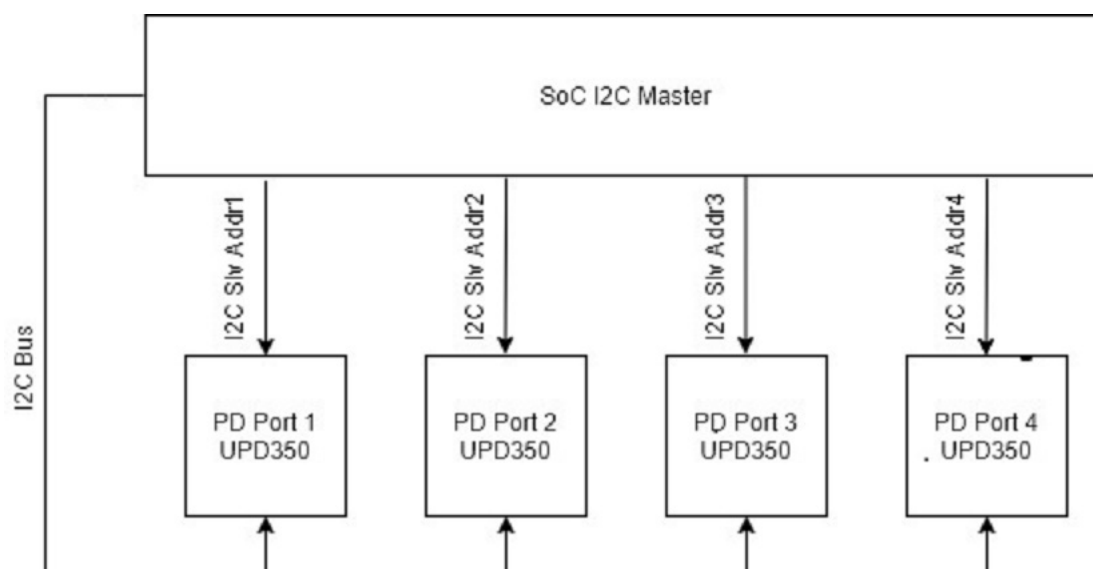 SoC I2C Master
I2C Slv Addr1
I2C Slv Addr2
I2C Slv Addr3
I2C Slv Addr4
I2C Bus
PD Port 1
UPD350
PD Port 2
UPD350
PD Port 3
UPD350
PD Port 4
UPD350